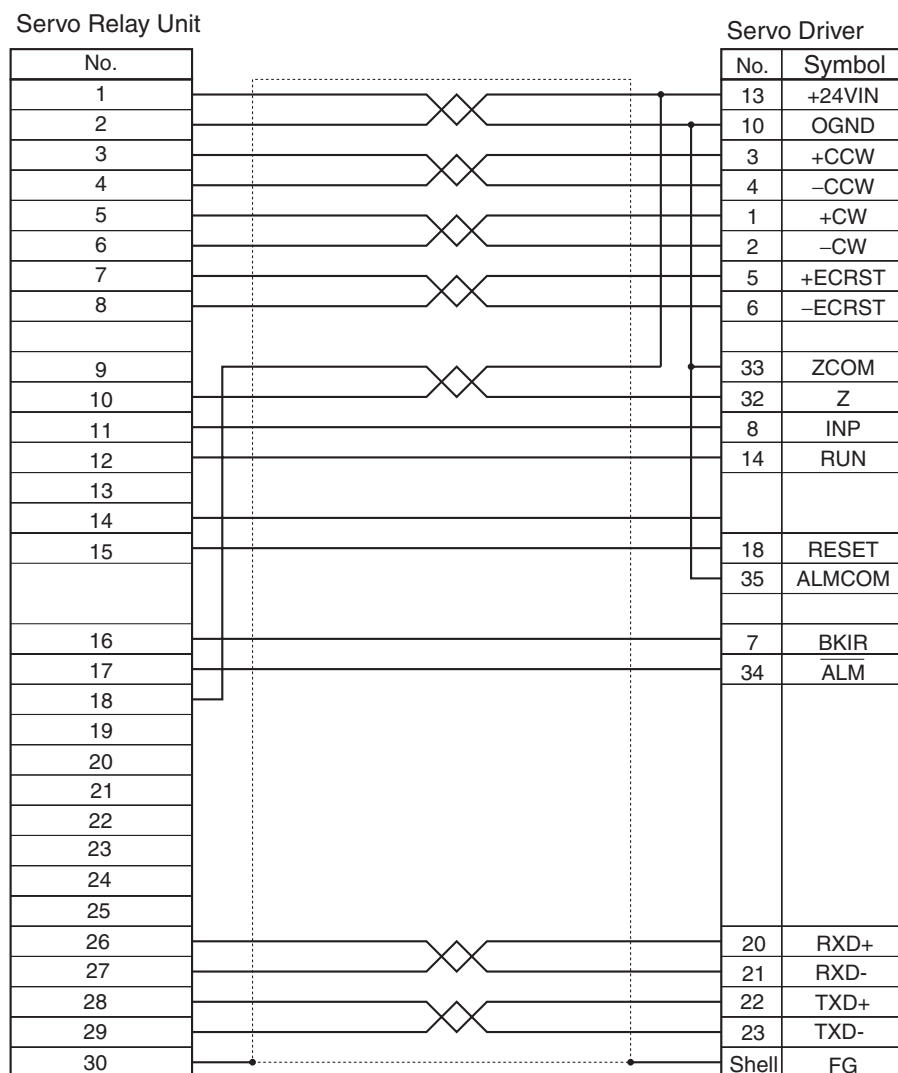 Servo Relay Unit Servo Driver
No. No. Symbol
1 13 +24VIN
2 10 OGND
3 3 +CCW
4 4 −CCW
5 1 +CW
6 2 −CW
7 5 +ECRST
8 6 −ECRST
9 33 ZCOM
10 32 Z
11 8 INP
12 14 RUN
13
14
15 18 RESET
35 ALMCOM
16 7 BKIR
17 34 ALM
18
19
20
21
22
23
24
25
26 20 RXD+
27 21 RXD-
28 22 TXD+
29 23 TXD-
30 Shell FG